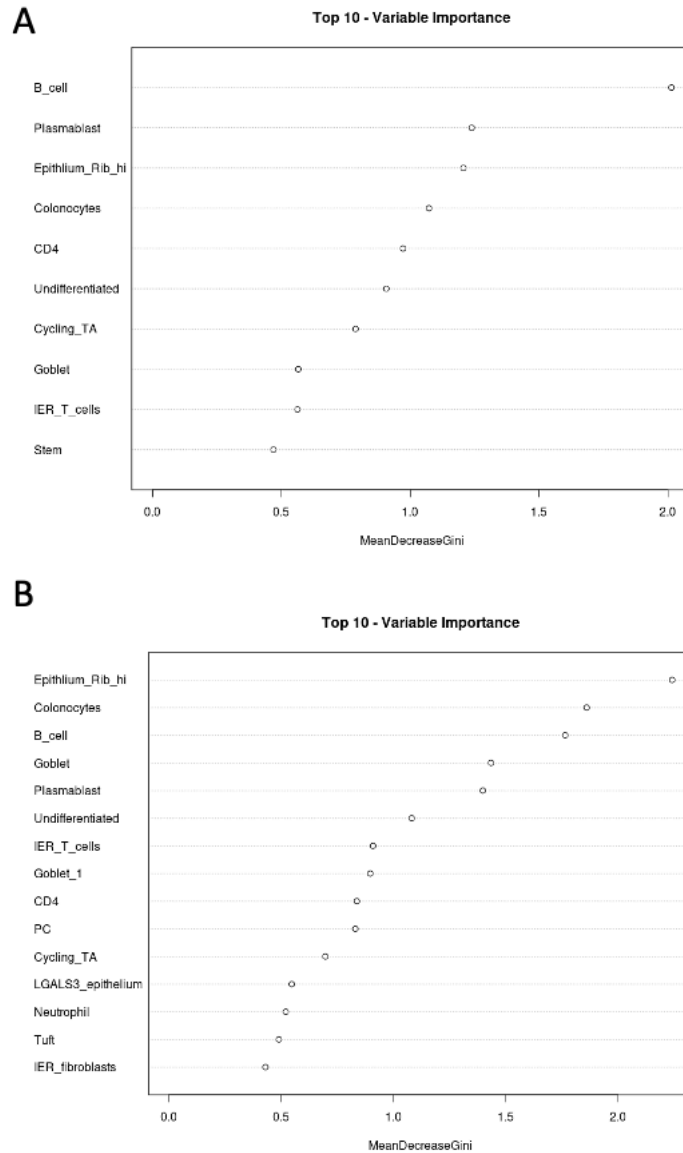 A
Top 10 - Variable Importance
B_cell
Plasmablast
Epithlium_Rib_hi
Colonocytes
CD4
Undifferentiated
Cycling_TA
Goblet
IER_T_cells
Stem
0.0 0.5 1.0 1.5 2.0
MeanDecreaseGini
B
Top 10 - Variable Importance
Epithlium_Rib_hi
Colonocytes
B_cell
Goblet
Plasmablast
Undifferentiated
IER_T_cells
Goblet_1
CD4
PC
Cycling_TA
LGALS3_epithelium
Neutrophil
Tuft
IER_fibroblasts
0.0 0.5 1.0 1.5 2.0
MeanDecreaseGini